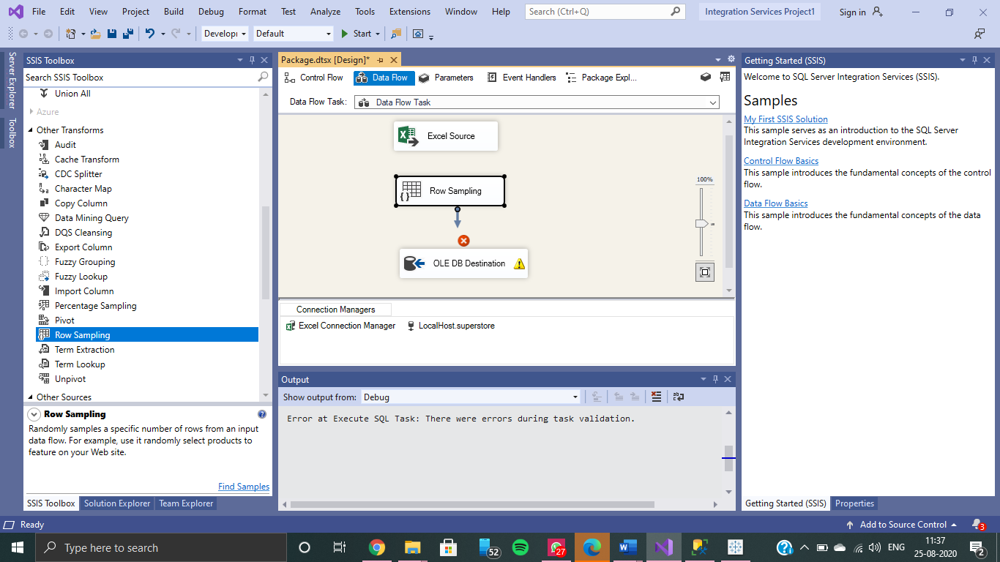 File Edit View Project Build Debug Format Test Analyze Tools Extensions Window Help Search (Ctrl+Q) Integration Services Project1 Sign in
Developı Default Start
Server Explorer
Toolbox
SSIS Toolbox
Search SSIS Toolbox
Union All
Azure
Other Transforms
Audit
Cache Transform
CDC Splitter
Character Map
Copy Column
Data Mining Query
DQS Cleansing
Export Column
Fuzzy Grouping
Fuzzy Lookup
Import Column
Percentage Sampling
Pivot
Row Sampling
Term Extraction
Term Lookup
Unpivot
Other Sources
Row Sampling
Randomly samples a specific number of rows from an input
data flow. For example, use it randomly select products to
feature on your Web site.
Find Samples
SSIS Toolbox Solution Explorer Team Explorer
Package.dtsx [Design]*
Control Flow Data Flow Parameters Event Handlers Package Expl...
Data Flow Task: Data Flow Task
Excel Source
Row Sampling
OLE DB Destination
100%
Connection Managers
Excel Connection Manager LocalHost.superstore
Output
Show output from: Debug
Error at Execute SQL Task: There were errors during task validation.
Getting Started (SSIS)
Welcome to SQL Server Integration Services (SSIS).
Samples
My First SSIS Solution
This sample serves as an introduction to the SQL Server
Integration Services development environment.
Control Flow Basics
This sample introduces the fundamental concepts of the control
flow.
Data Flow Basics
This sample introduces the fundamental concepts of the data
flow.
Getting Started (SSIS) Properties
Ready Add to Source Control 3
Type here to search 52 27 ENG 11:37
25-08-2020 2